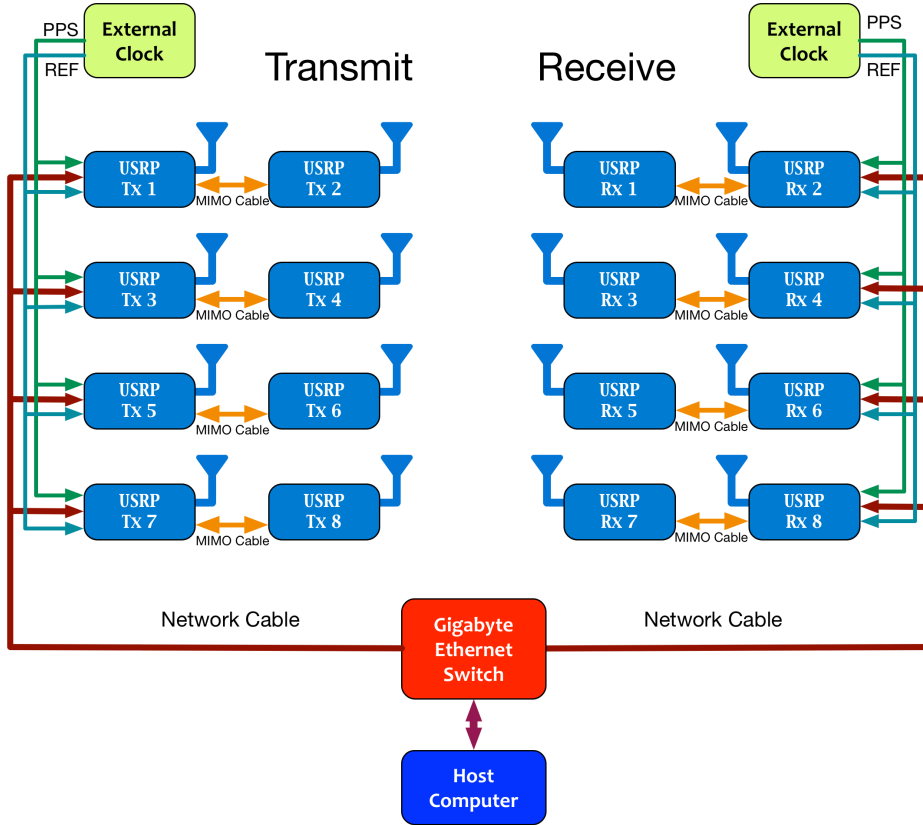 PPS
External
Clock
REF
Transmit
Receive
External
Clock
PPS
REF
USRP
Tx 1
MIMO Cable
USRP
Tx 2
USRP
Rx 1
MIMO Cable
USRP
Rx 2
USRP
Tx 3
MIMO Cable
USRP
Tx 4
USRP
Rx 3
MIMO Cable
USRP
Rx 4
USRP
Tx 5
MIMO Cable
USRP
Tx 6
USRP
Rx 5
MIMO Cable
USRP
Rx 6
USRP
Tx 7
MIMO Cable
USRP
Tx 8
USRP
Rx 7
MIMO Cable
USRP
Rx 8
Network Cable
Gigabyte
Ethernet
Switch
Network Cable
Host
Computer